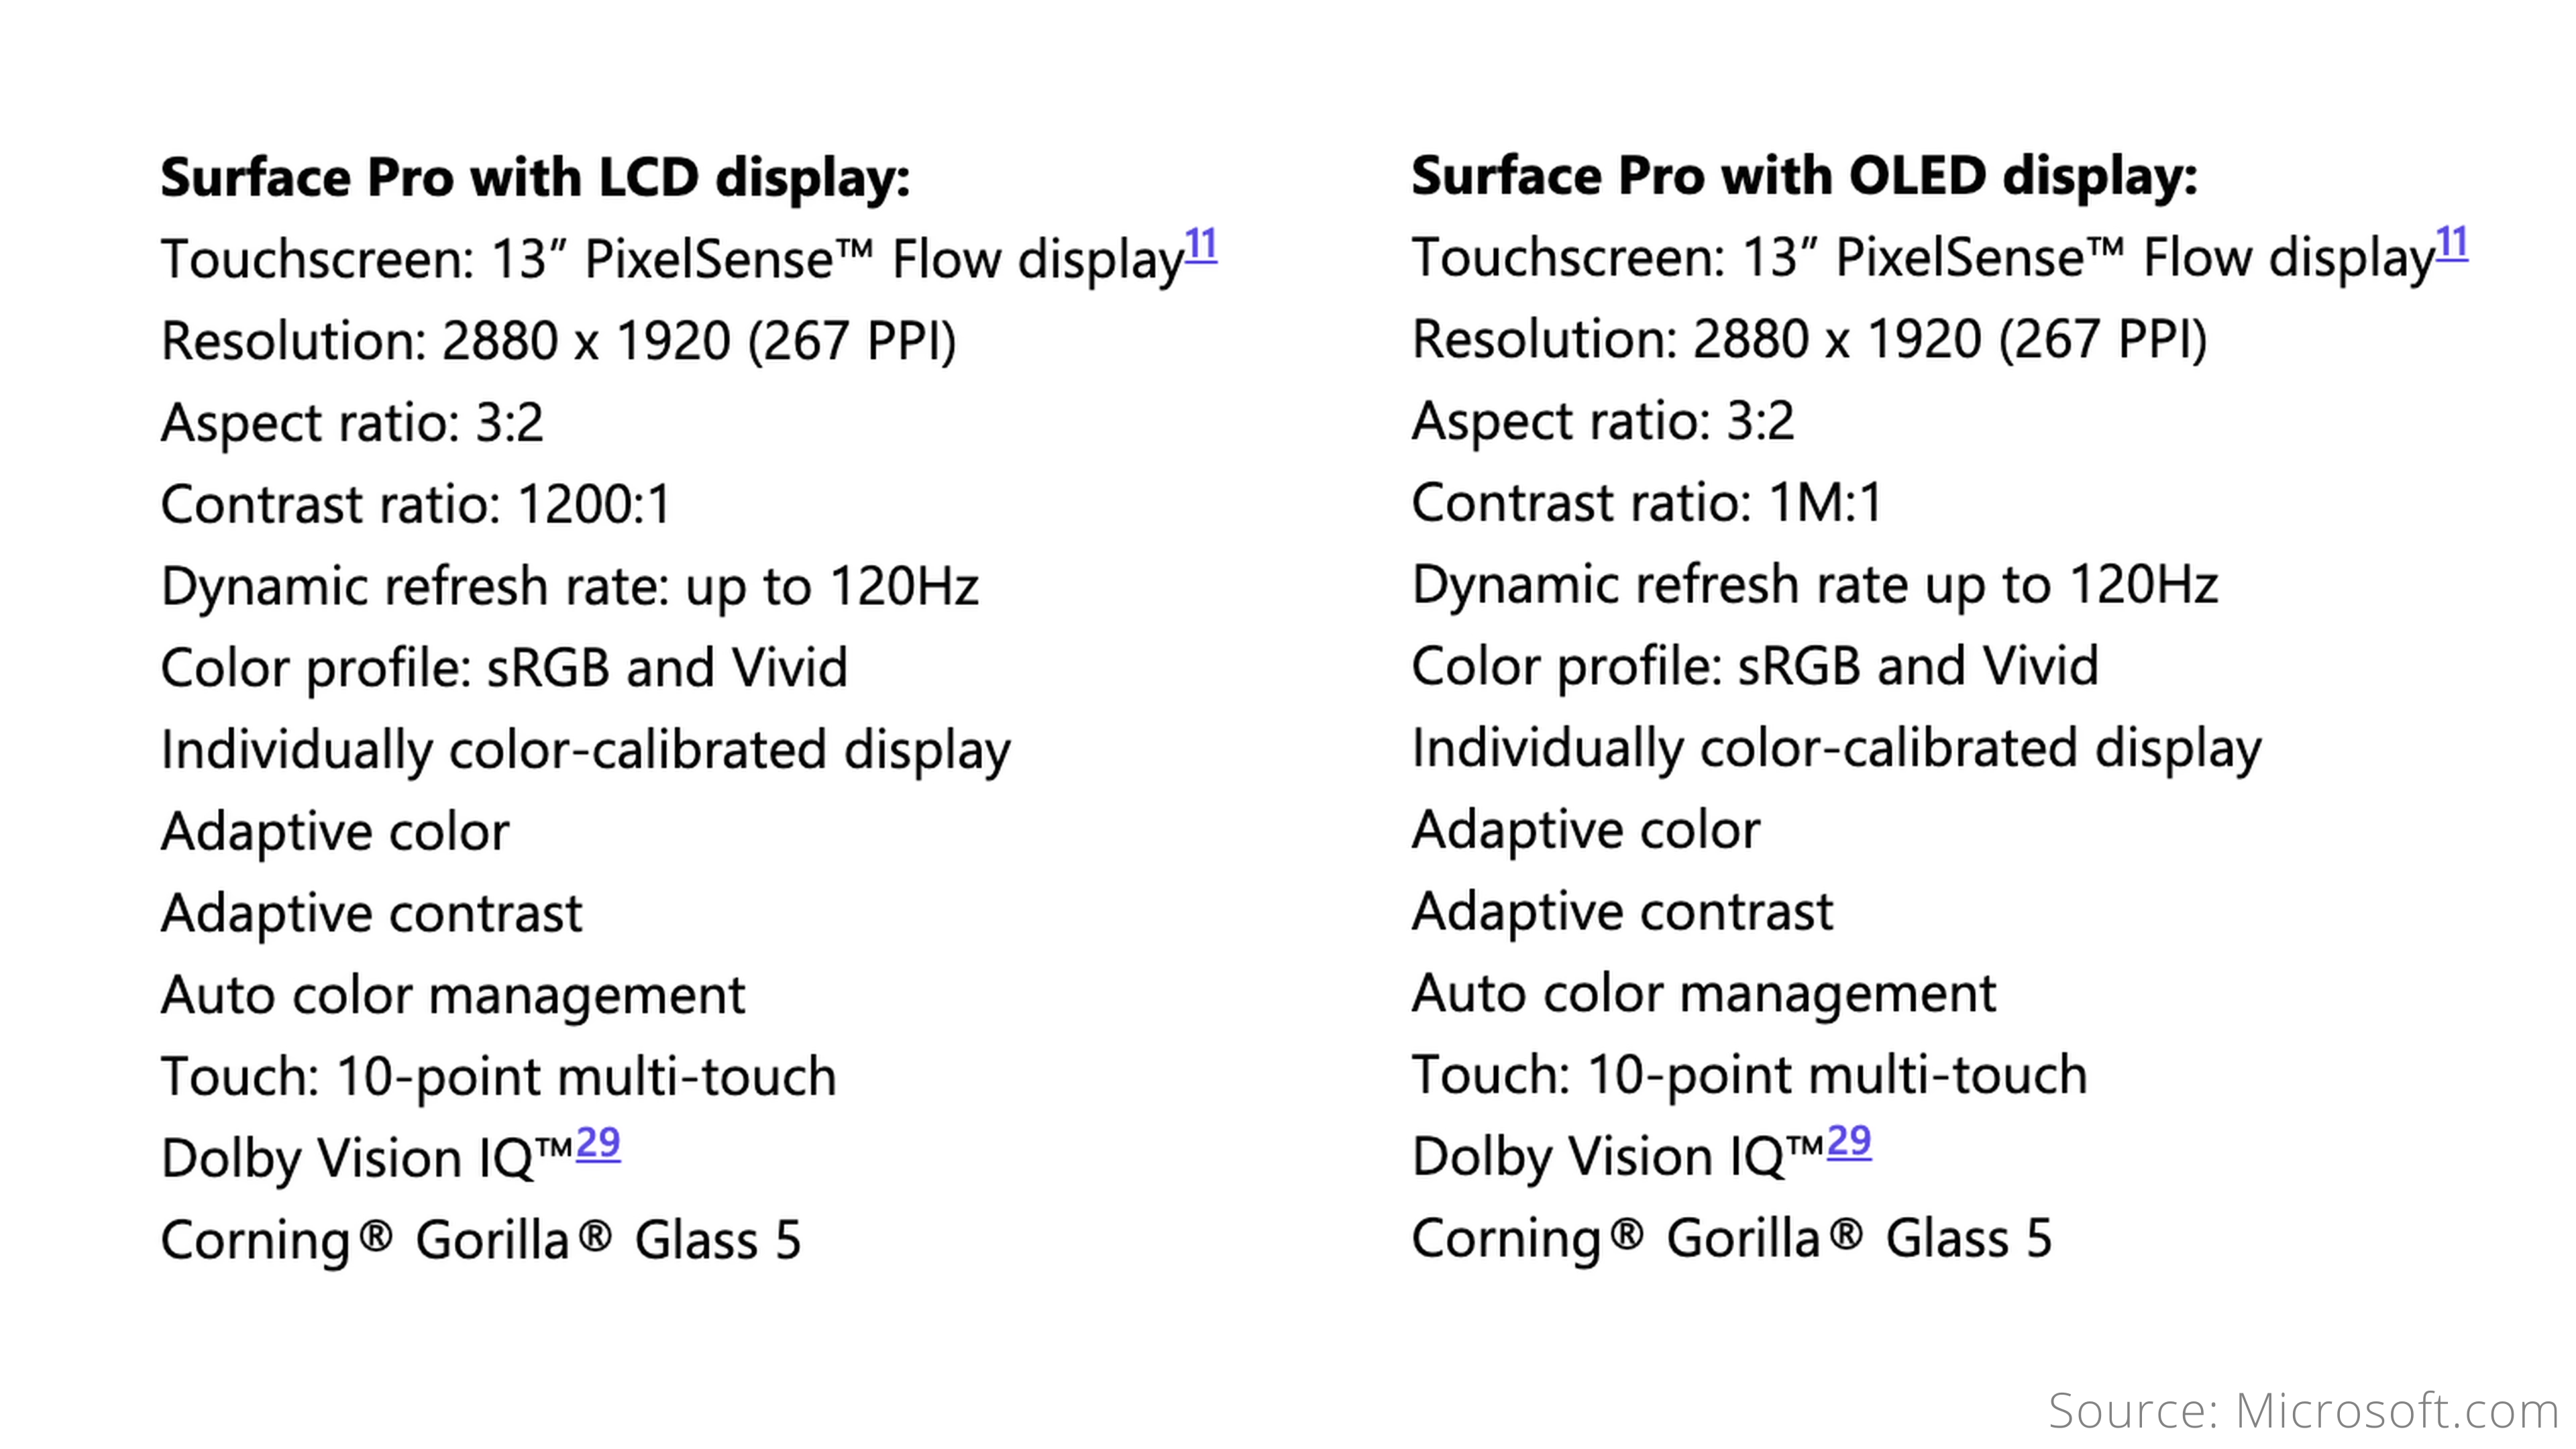 Surface Pro with LCD display:
Touchscreen: 13” PixelSense™ Flow display11
Resolution: 2880 x 1920 (267 PPI)
Aspect ratio: 3:2
Contrast ratio: 1200:1
Dynamic refresh rate: up to 120Hz
Color profile: sRGB and Vivid
Individually color-calibrated display
Adaptive color
Adaptive contrast
Auto color management
Touch: 10-point multi-touch
Dolby Vision IQ™29
Corning® Gorilla® Glass 5
Surface Pro with OLED display:
Touchscreen: 13” PixelSense™ Flow display11
Resolution: 2880 x 1920 (267 PPI)
Aspect ratio: 3:2
Contrast ratio: 1M:1
Dynamic refresh rate up to 120Hz
Color profile: sRGB and Vivid
Individually color-calibrated display
Adaptive color
Adaptive contrast
Auto color management
Touch: 10-point multi-touch
Dolby Vision IQ™29
Corning® Gorilla® Glass 5
Source: Microsoft.com